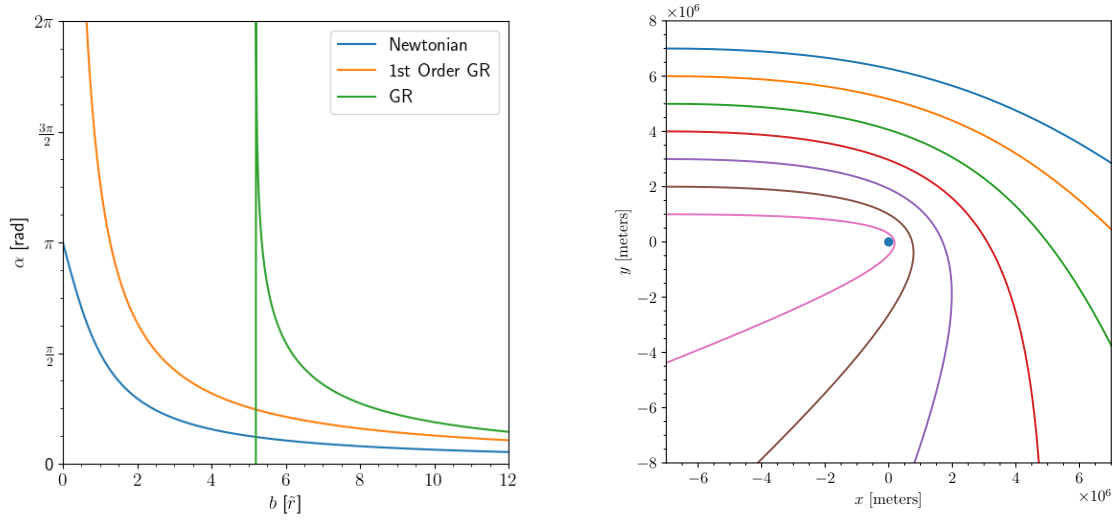 2π
3π/2
π
π/2
0
α [rad]
Newtonian
1st Order GR
GR
0 2 4 6 8 10 12
b [r̃]
×10⁶
8
6
4
2
0
−2
−4
−6
−8
y [meters]
−6 −4 −2 0 2 4 6
×10⁶
x [meters]